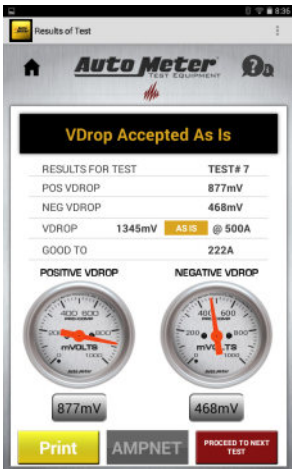 8:36
Results of Test
Auto Meter
TEST EQUIPMENT
VDrop Accepted As Is
RESULTS FOR TEST TEST# 7
POS VDROP 877mV
NEG VDROP 468mV
VDROP 1345mV AS IS @ 500A
GOOD TO 222A
POSITIVE VDROP NEGATIVE VDROP
400 600
200 800
mVOLTS
0 1000
400 600
200 800
mVOLTS
0 1000
877mV 468mV
Print AMPNET PROCEED TO NEXT
TEST